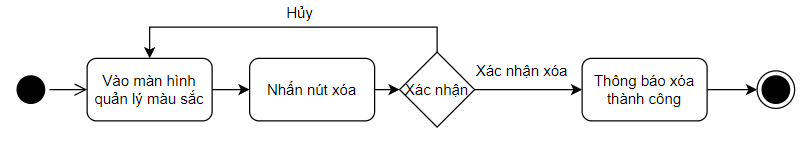 Hủy
Vào màn hình
quản lý màu sắc
Nhấn nút xóa
Xác nhận
Xác nhận xóa
Thông báo xóa
thành công